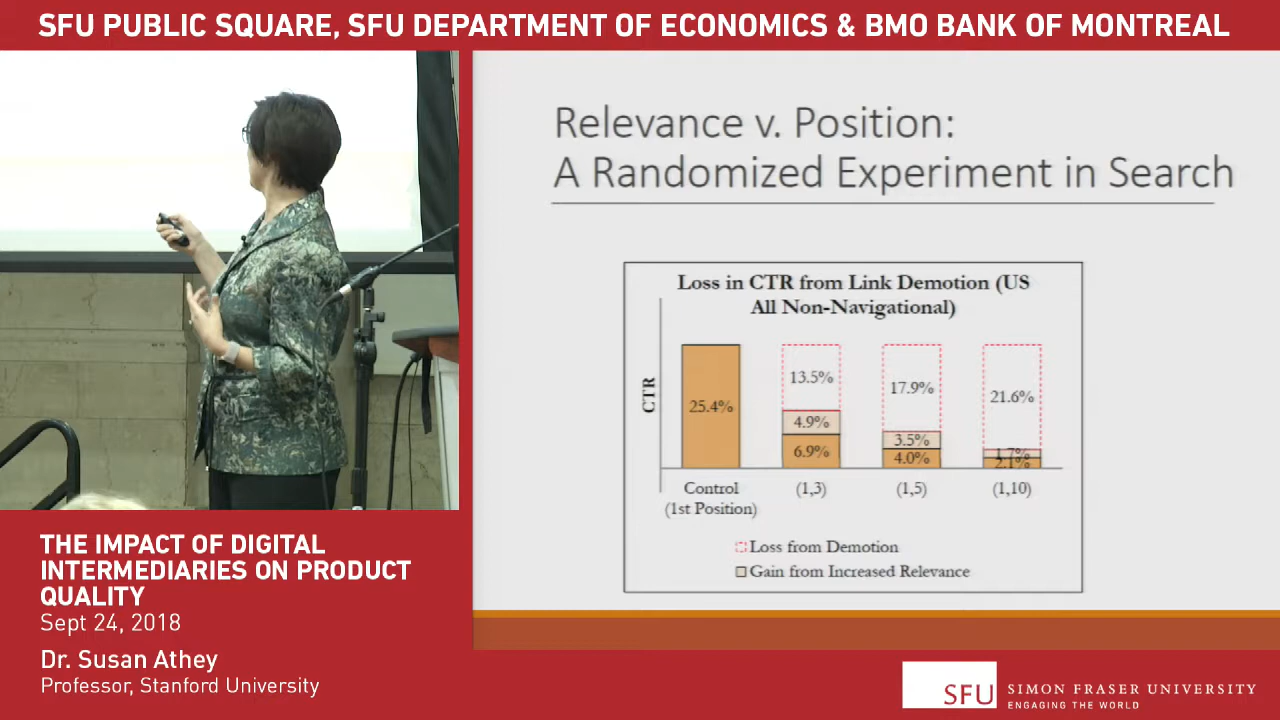 SFU PUBLIC SQUARE, SFU DEPARTMENT OF ECONOMICS & BMO BANK OF MONTREAL
Relevance v. Position:
A Randomized Experiment in Search
Loss in CTR from Link Demotion (US
All Non-Navigational)
CTR
25.4%
13.5%
4.9%
6.9%
17.9%
3.5%
4.0%
21.6%
1.7%
2.1%
Control
(1st Position)
(1,3)
(1,5)
(1,10)
Loss from Demotion
Gain from Increased Relevance
THE IMPACT OF DIGITAL
INTERMEDIARIES ON PRODUCT
QUALITY
Sept 24, 2018
Dr. Susan Athey
Professor, Stanford University
SFU
SIMON FRASER UNIVERSITY
ENGAGING THE WORLD